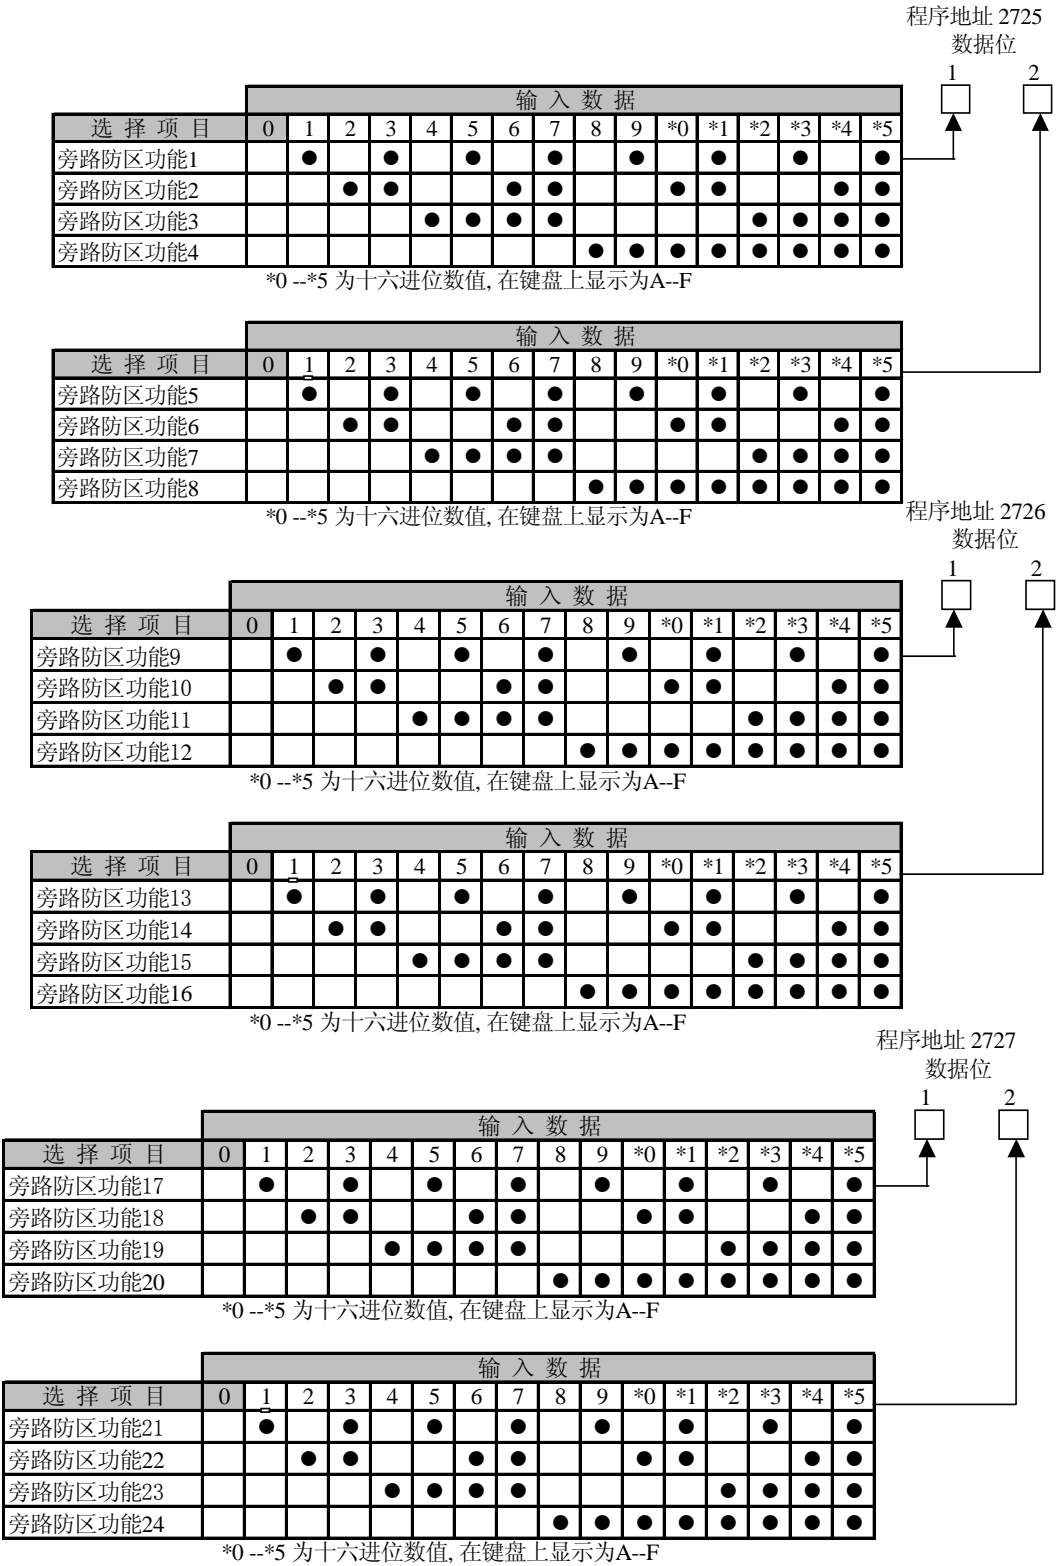 程序地址 2725
数据位
1 2
输 入 数 据
选 择 项 目 0 1 2 3 4 5 6 7 8 9 *0 *1 *2 *3 *4 *5
旁路防区功能1 ● ● ● ● ● ● ● ●
旁路防区功能2 ● ● ● ● ● ● ● ●
旁路防区功能3 ● ● ● ● ● ● ● ●
旁路防区功能4 ● ● ● ● ● ● ● ●
*0 --*5 为十六进位数值, 在键盘上显示为A--F
输 入 数 据
选 择 项 目 0 1 2 3 4 5 6 7 8 9 *0 *1 *2 *3 *4 *5
旁路防区功能5 ● ● ● ● ● ● ● ●
旁路防区功能6 ● ● ● ● ● ● ● ●
旁路防区功能7 ● ● ● ● ● ● ● ●
旁路防区功能8 ● ● ● ● ● ● ● ●
*0 --*5 为十六进位数值, 在键盘上显示为A--F
程序地址 2726
数据位
1 2
输 入 数 据
选 择 项 目 0 1 2 3 4 5 6 7 8 9 *0 *1 *2 *3 *4 *5
旁路防区功能9 ● ● ● ● ● ● ● ●
旁路防区功能10 ● ● ● ● ● ● ● ●
旁路防区功能11 ● ● ● ● ● ● ● ●
旁路防区功能12 ● ● ● ● ● ● ● ●
*0 --*5 为十六进位数值, 在键盘上显示为A--F
输 入 数 据
选 择 项 目 0 1 2 3 4 5 6 7 8 9 *0 *1 *2 *3 *4 *5
旁路防区功能13 ● ● ● ● ● ● ● ●
旁路防区功能14 ● ● ● ● ● ● ● ●
旁路防区功能15 ● ● ● ● ● ● ● ●
旁路防区功能16 ● ● ● ● ● ● ● ●
*0 --*5 为十六进位数值, 在键盘上显示为A--F
程序地址 2727
数据位
1 2
输 入 数 据
选 择 项 目 0 1 2 3 4 5 6 7 8 9 *0 *1 *2 *3 *4 *5
旁路防区功能17 ● ● ● ● ● ● ● ●
旁路防区功能18 ● ● ● ● ● ● ● ●
旁路防区功能19 ● ● ● ● ● ● ● ●
旁路防区功能20 ● ● ● ● ● ● ● ●
*0 --*5 为十六进位数值, 在键盘上显示为A--F
输 入 数 据
选 择 项 目 0 1 2 3 4 5 6 7 8 9 *0 *1 *2 *3 *4 *5
旁路防区功能21 ● ● ● ● ● ● ● ●
旁路防区功能22 ● ● ● ● ● ● ● ●
旁路防区功能23 ● ● ● ● ● ● ● ●
旁路防区功能24 ● ● ● ● ● ● ● ●
*0 --*5 为十六进位数值, 在键盘上显示为A--F